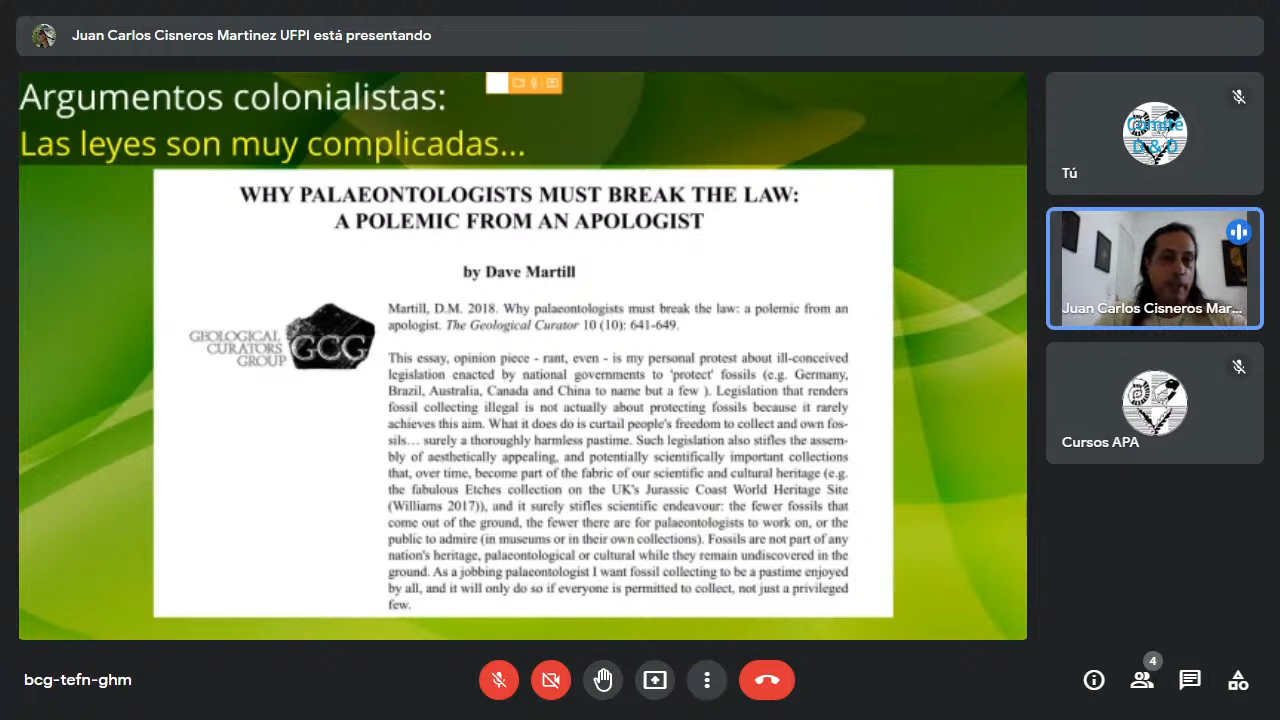 Juan Carlos Cisneros Martinez UFPI está presentando
Argumentos colonialistas:
Las leyes son muy complicadas...
WHY PALAEONTOLOGISTS MUST BREAK THE LAW:
A POLEMIC FROM AN APOLOGIST
by Dave Martill
GEOLOGICAL
CURATORS
GROUP
GCG
Martill, D.M. 2018. Why palaeontologists must break the law: a polemic from an
apologist. The Geological Curator 10 (10): 641-649.
This essay, opinion piece - rant, even - is my personal protest about ill-conceived
legislation enacted by national governments to 'protect' fossils (e.g. Germany,
Brazil, Australia, Canada and China to name but a few ). Legislation that renders
fossil collecting illegal is not actually about protecting fossils because it rarely
achieves this aim. What it does do is curtail people's freedom to collect and own fos-
sils... surely a thoroughly harmless pastime. Such legislation also stifles the assem-
bly of aesthetically appealing, and potentially scientifically important collections
that, over time, become part of the fabric of our scientific and cultural heritage (e.g.
the fabulous Etches collection on the UK's Jurassic Coast World Heritage Site
(Williams 2017)), and it surely stifles scientific endeavour: the fewer fossils that
come out of the ground, the fewer there are for palaeontologists to work on, or the
public to admire (in museums or in their own collections). Fossils are not part of any
nation's heritage, palaeontological or cultural while they remain undiscovered in the
ground. As a jobbing palaeontologist I want fossil collecting to be a pastime enjoyed
by all, and it will only do so if everyone is permitted to collect, not just a privileged
few.
Comité
D & D
Tú
Juan Carlos Cisneros Mar...
Cursos APA
bcg-tefn-ghm
4